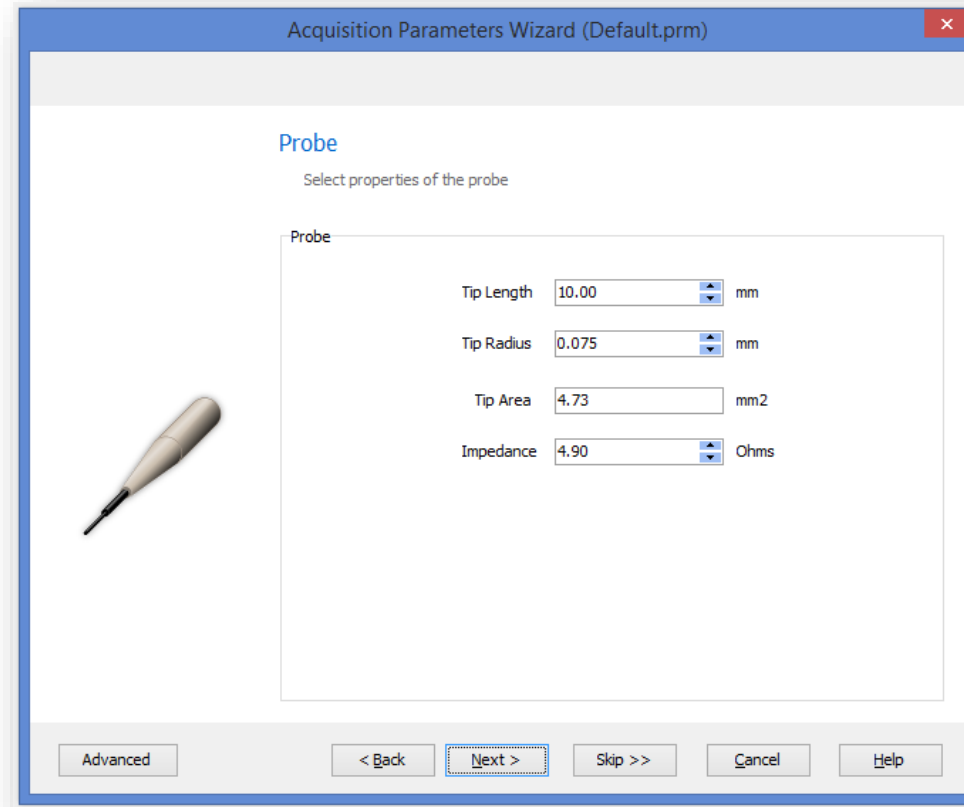 Acquisition Parameters Wizard (Default.prm)
Probe
Select properties of the probe
Probe
Tip Length 10.00 mm
Tip Radius 0.075 mm
Tip Area 4.73 mm2
Impedance 4.90 Ohms
Advanced < Back Next > Skip >> Cancel Help